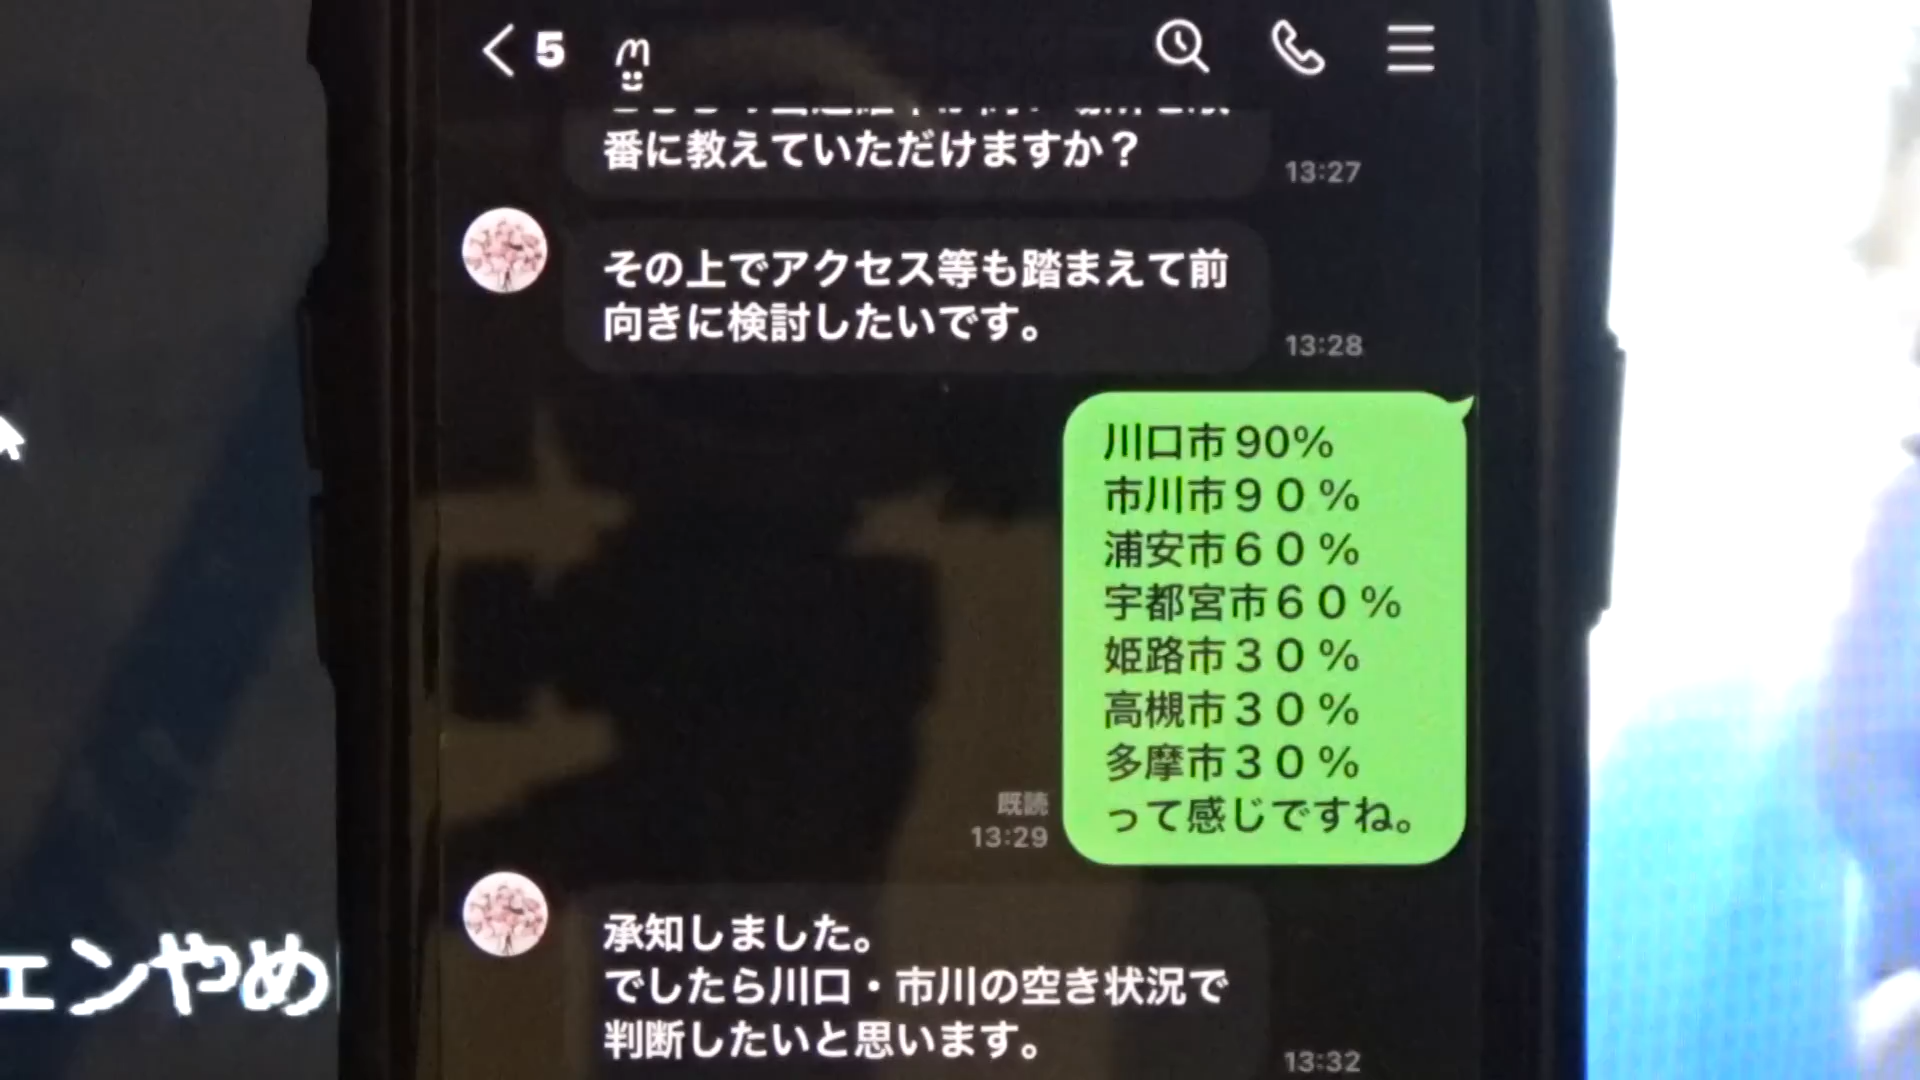 5
番に教えていただけますか？
13:27
その上でアクセス等も踏まえて前
向きに検討したいです。
13:28
川口市90%
市川市９０%
浦安市６０%
宇都宮市６０%
姫路市３０%
高槻市３０%
多摩市３０%
って感じですね。
既読
13:29
承知しました。
でしたら川口・市川の空き状況で
判断したいと思います。
13:32
ェンやめ